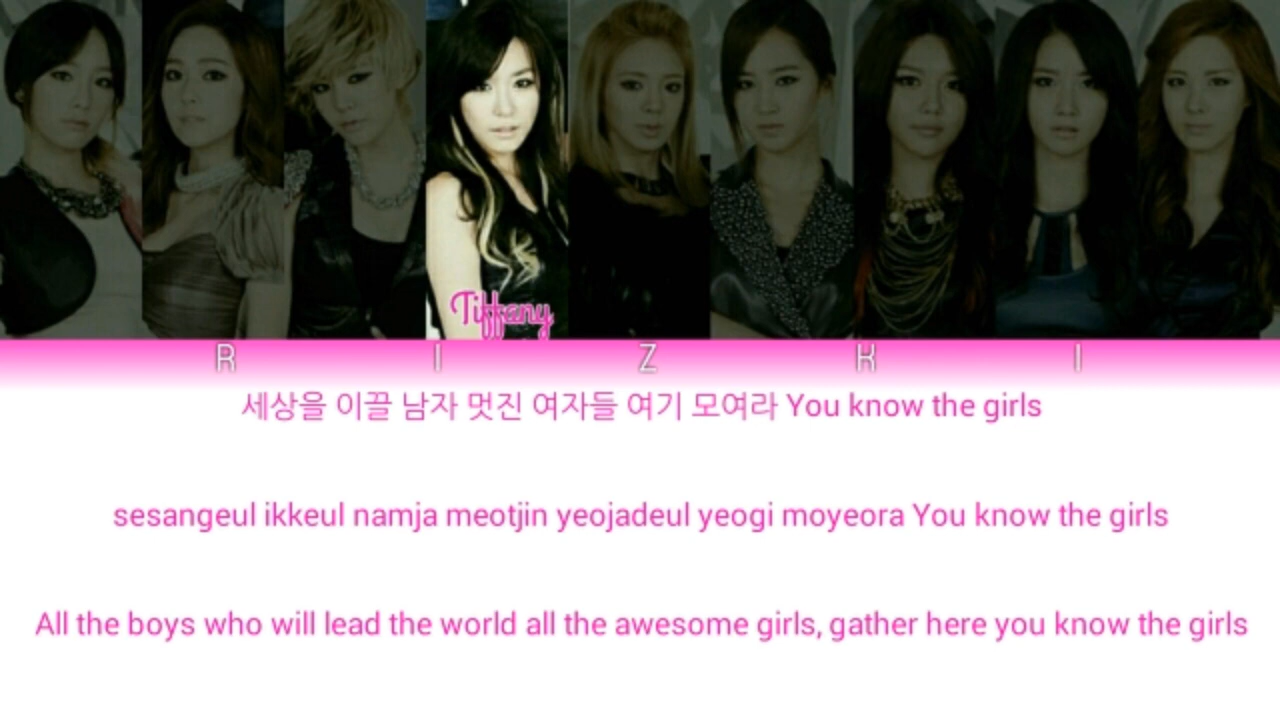 Tiffany
R I Z K I
세상을 이끌 남자 멋진 여자들 여기 모여라 You know the girls
sesangeul ikkeul namja meotjin yeojadeul yeogi moyeora You know the girls
All the boys who will lead the world all the awesome girls, gather here you know the girls